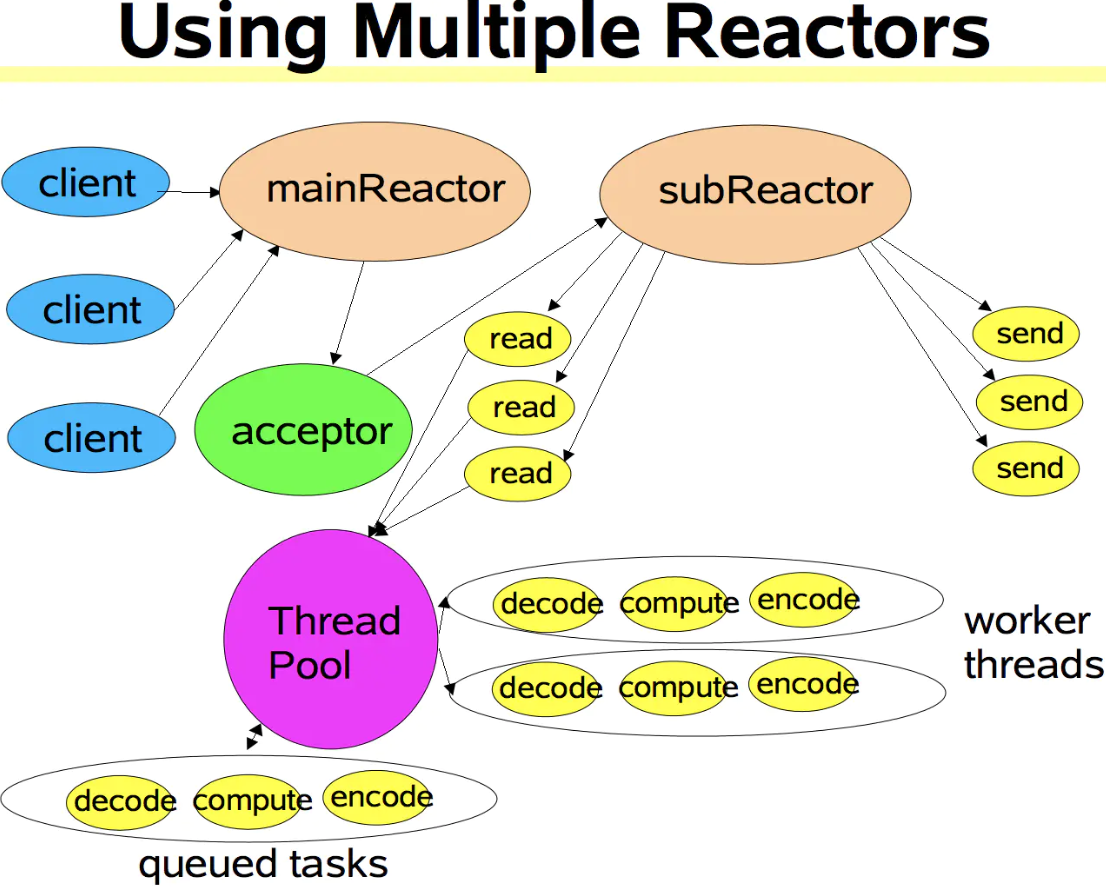 Using Multiple Reactors
client
mainReactor
subReactor
client
client
acceptor
read
read
read
send
send
send
Thread
Pool
decode compute encode
decode compute encode
worker
threads
decode compute encode
queued tasks